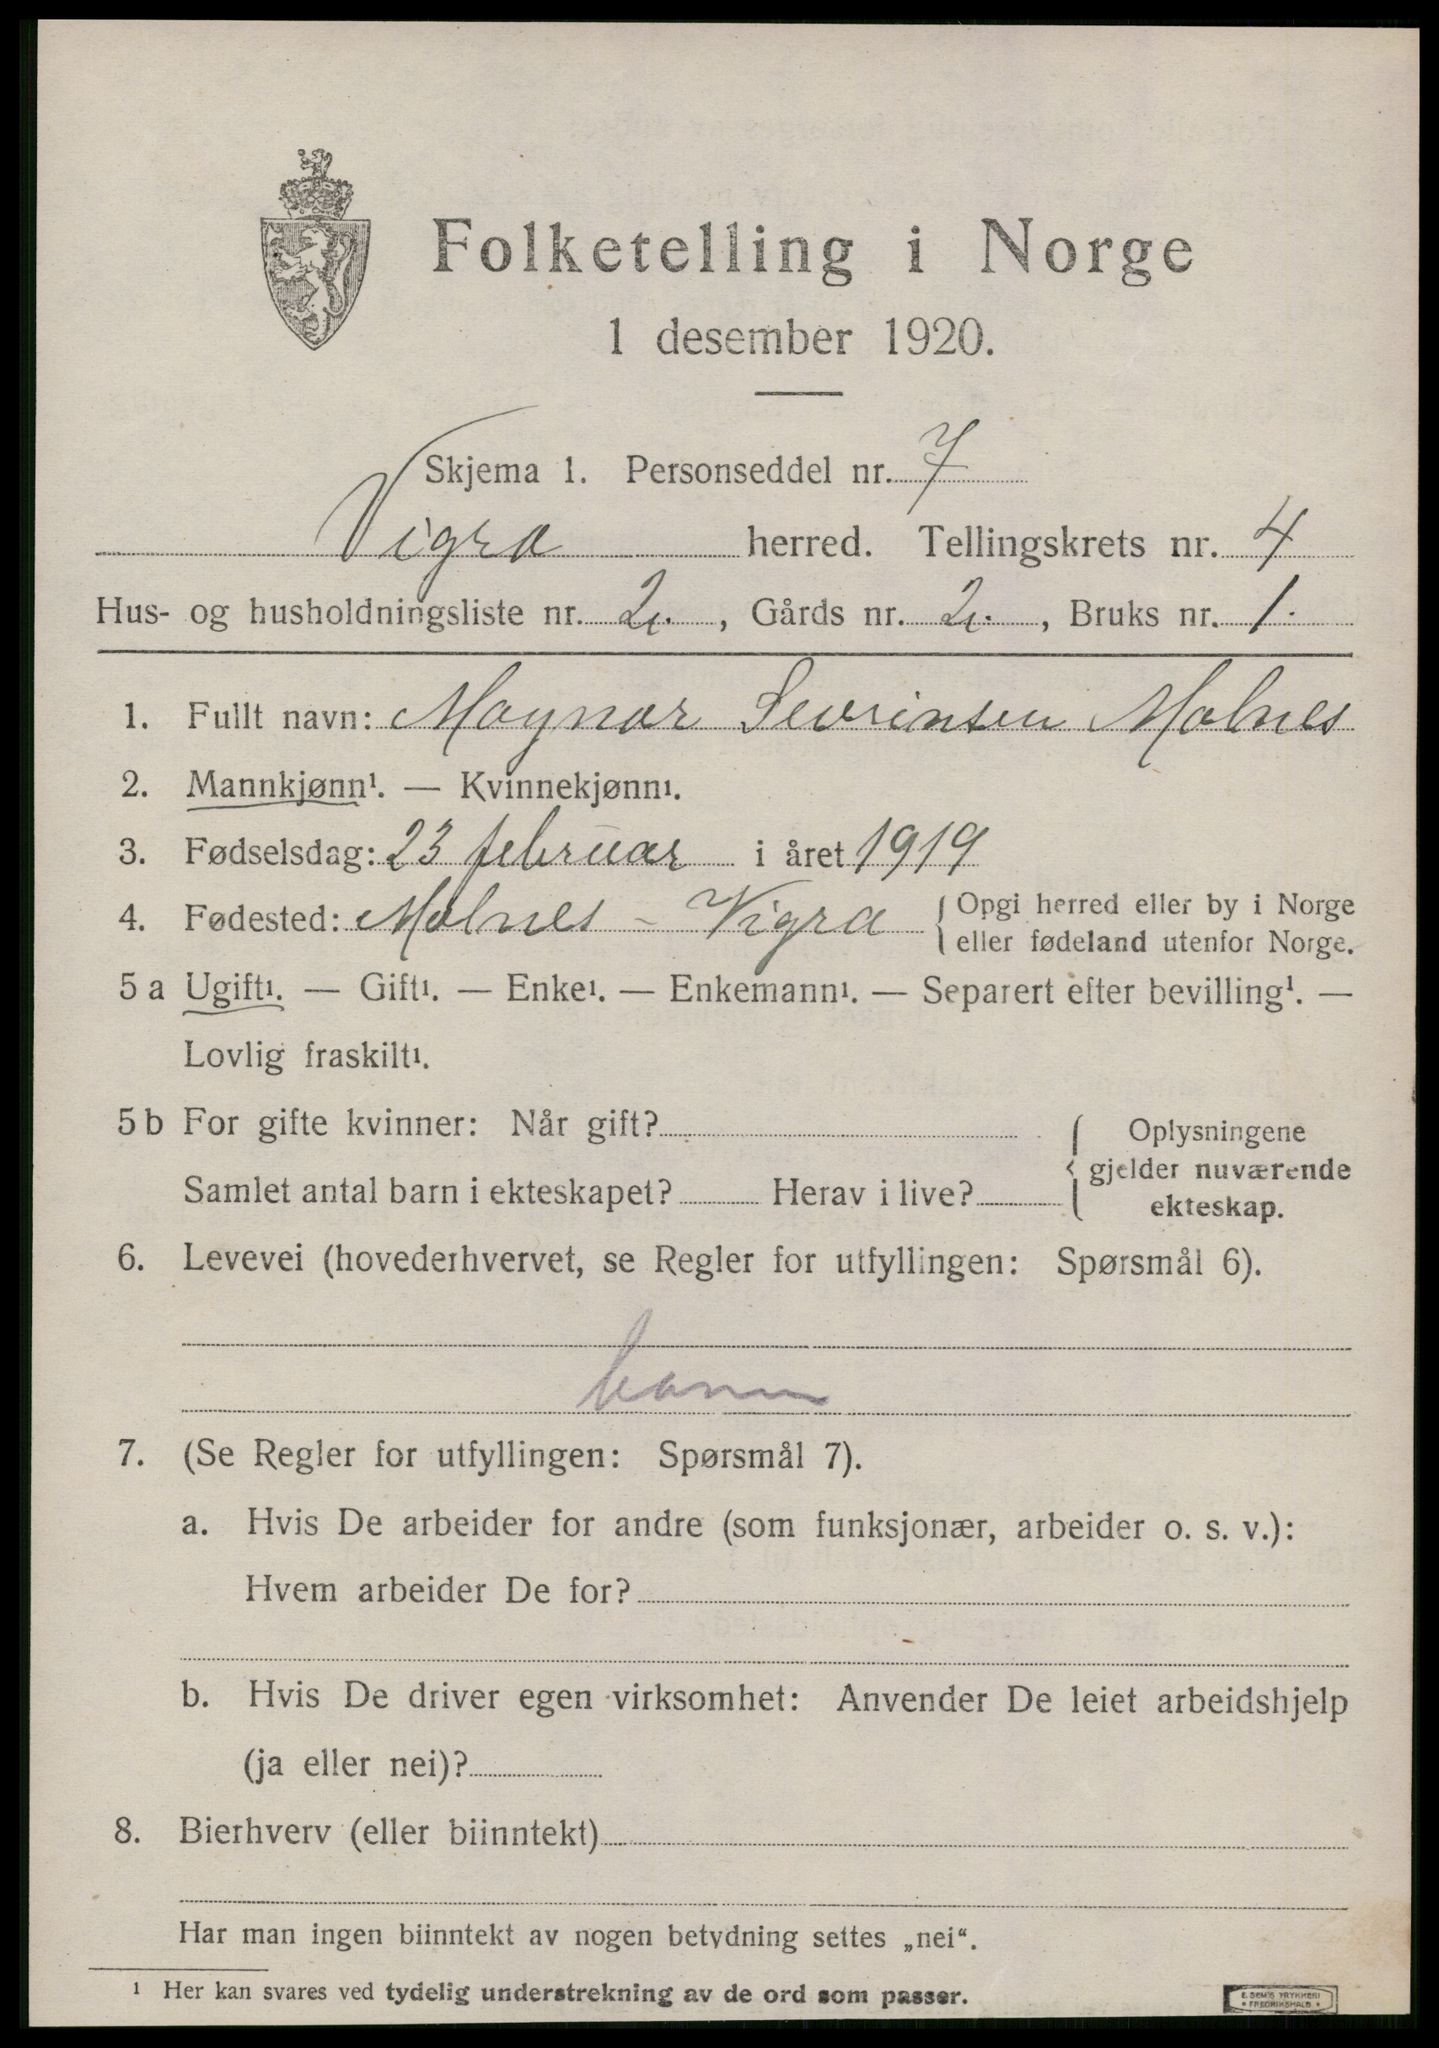 Folketelling i Norge
1 desember 1920.
Skjema 1. Personseddel nr. 7
Vigra herred. Tellingskrets nr. 4
Hus- og husholdningsliste nr. 2. , Gårds nr. 2. , Bruks nr. 1.
1. Fullt navn: Magnar Sevrinsen Molnes
2. Mannkjønn¹. — Kvinnekjønn¹.
3. Fødselsdag: 23 februar i året 1919
4. Fødested: Molnes - Vigra { Opgi herred eller by i Norge
eller fødeland utenfor Norge.
5 a Ugift¹. — Gift¹. — Enke¹. — Enkemann¹. — Separert efter bevilling¹. —
Lovlig fraskilt¹.
5 b For gifte kvinner: Når gift?
Samlet antal barn i ekteskapet? Herav i live?
Oplysningene
gjelder nuværende
ekteskap.
6. Levevei (hovederhvervet, se Regler for utfyllingen: Spørsmål 6).
7. (Se Regler for utfyllingen: Spørsmål 7).
a. Hvis De arbeider for andre (som funksjonær, arbeider o. s. v.):
Hvem arbeider De for?
b. Hvis De driver egen virksomhet: Anvender De leiet arbeidshjelp
(ja eller nei)?
8. Bierhverv (eller biinntekt)
Har man ingen biinntekt av nogen betydning settes „nei“.
¹ Her kan svares ved tydelig understrekning av de ord som passer.
E. SEM'S TRYKKERI
• FREDRIKSHALD •